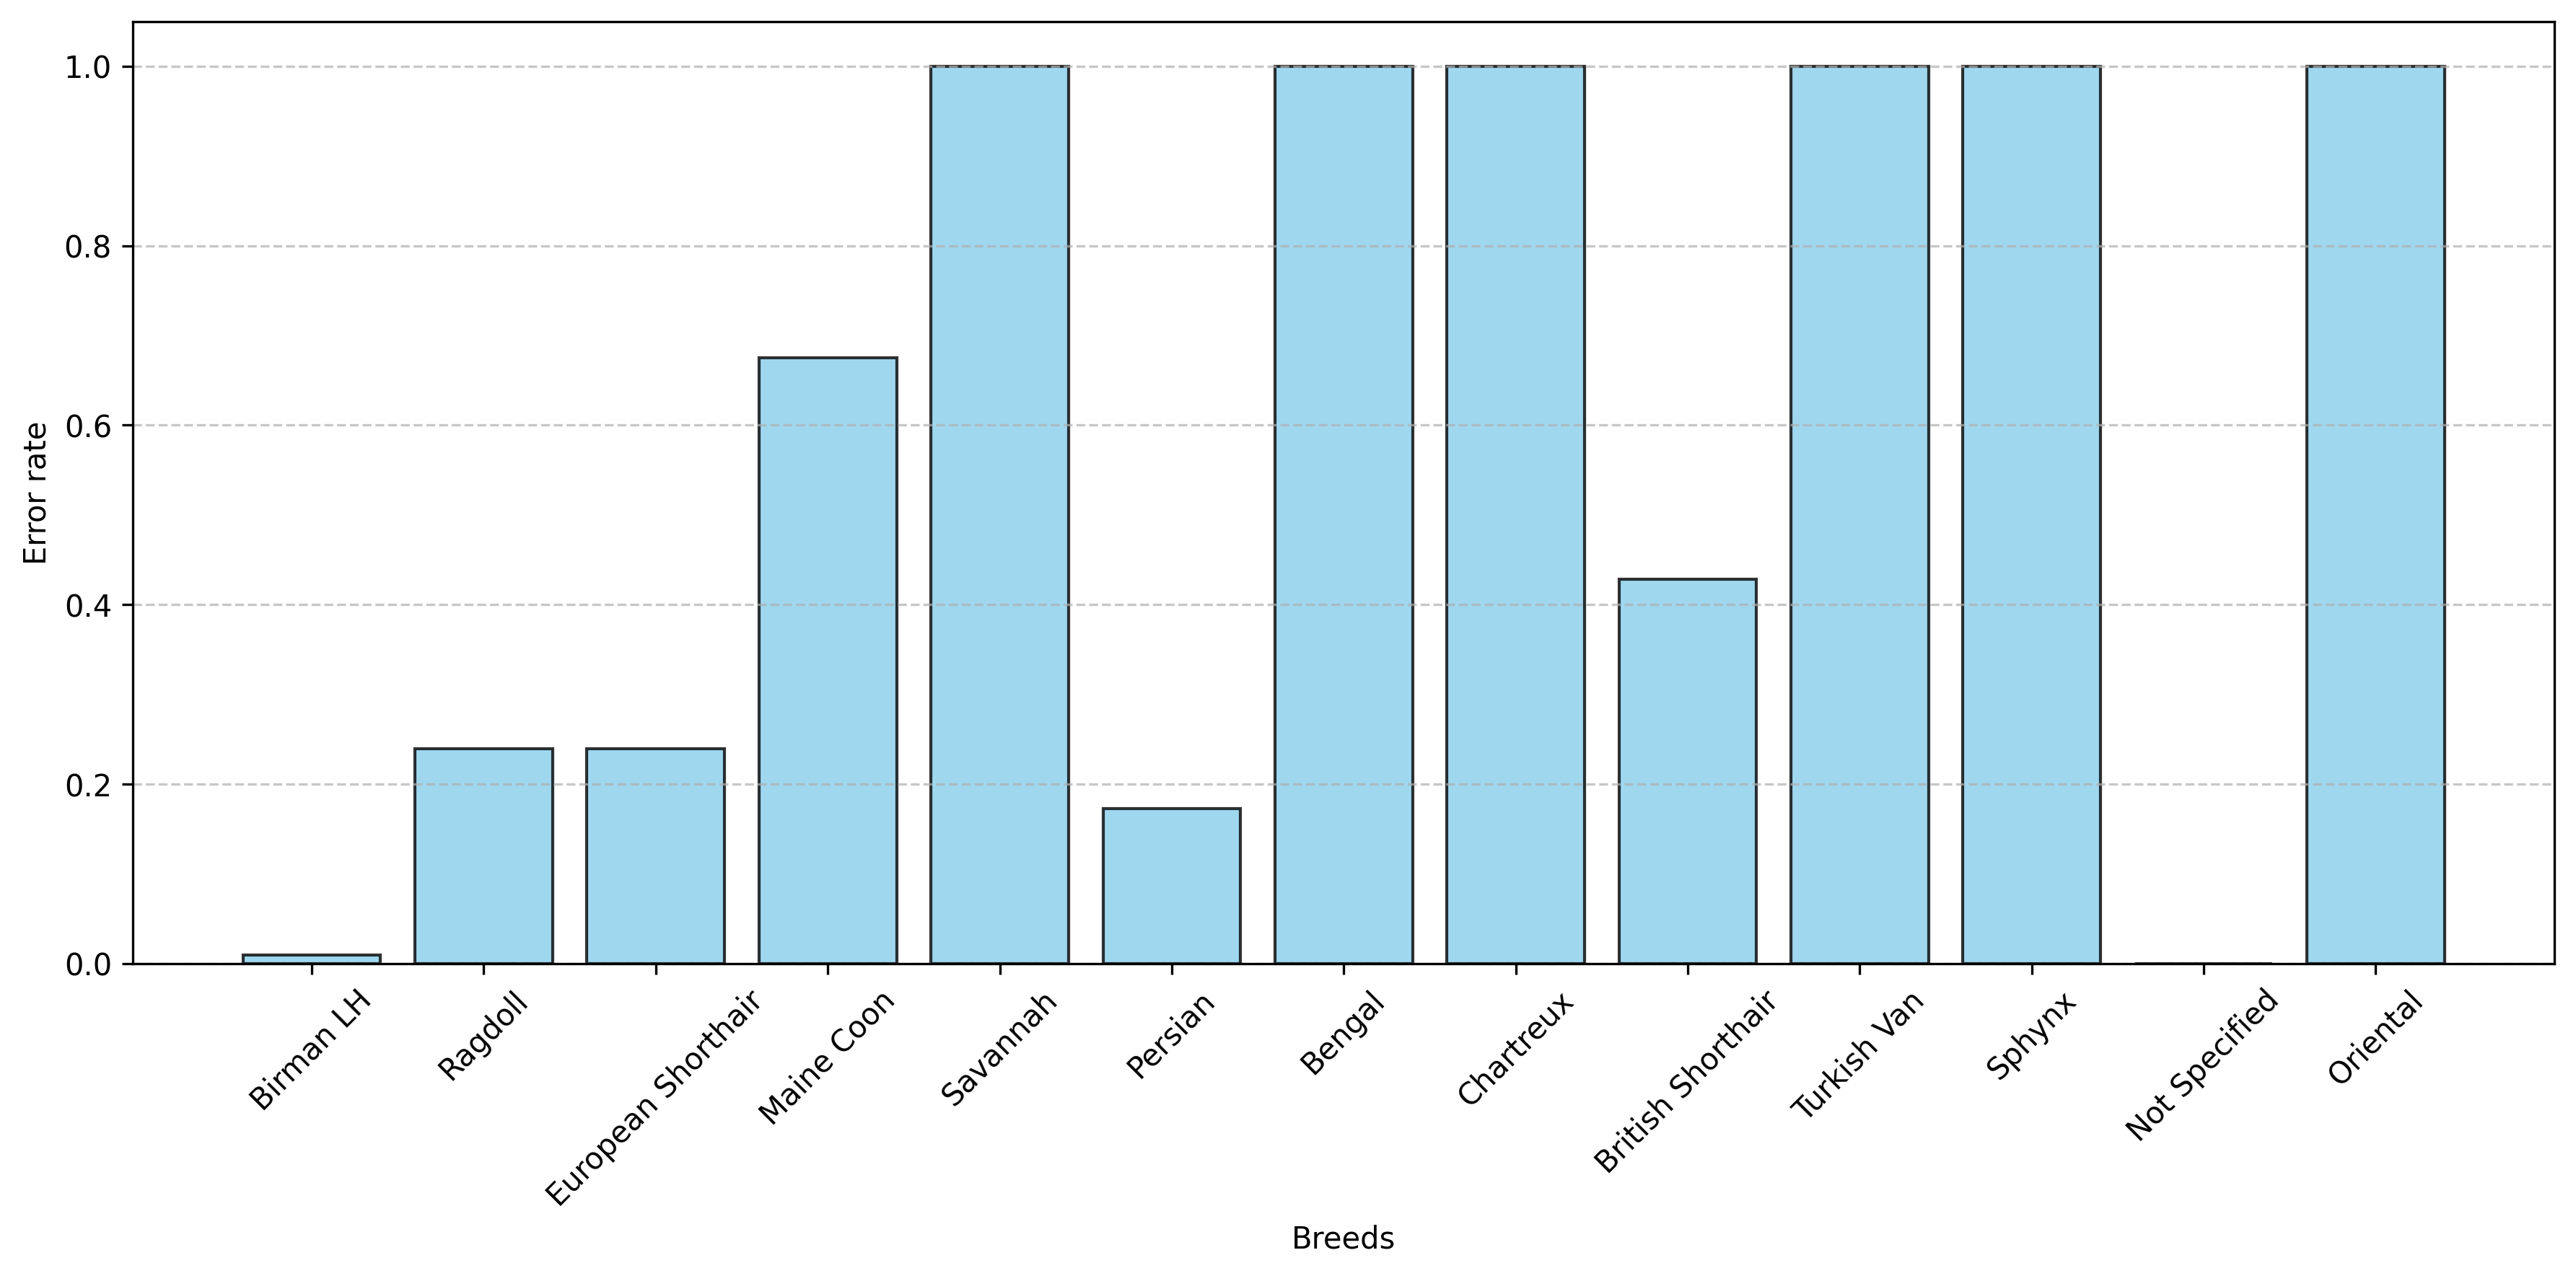 Error rate
1.0
0.8
0.6
0.4
0.2
0.0
Birman LH
Ragdoll
European Shorthair
Maine Coon
Savannah
Persian
Bengal
Chartreux
British Shorthair
Turkish Van
Sphynx
Not Specified
Oriental
Breeds